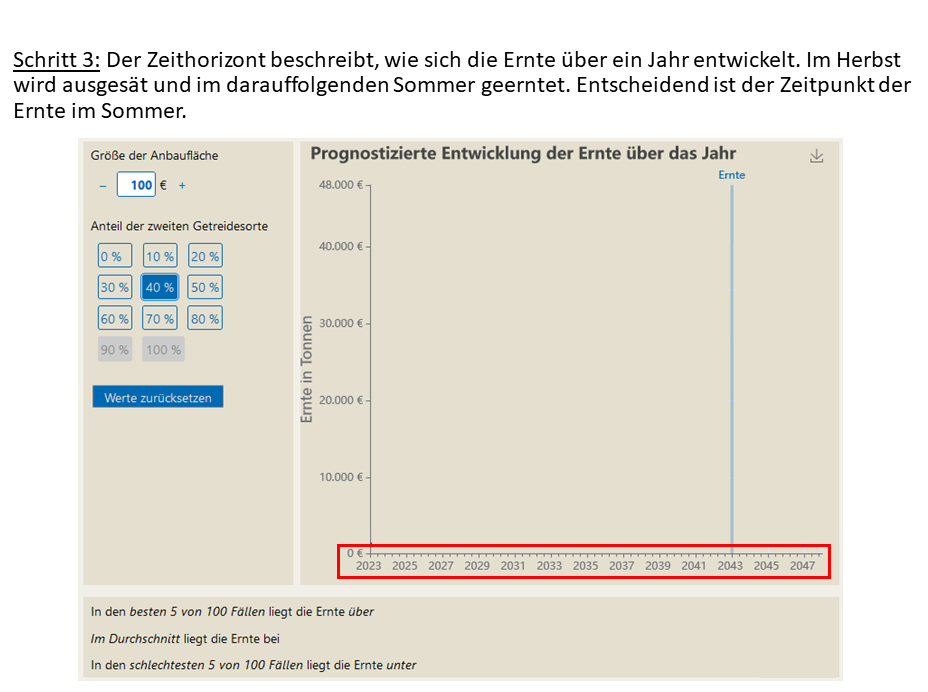 Schritt 3: Der Zeithorizont beschreibt, wie sich die Ernte über ein Jahr entwickelt. Im Herbst
wird ausgesät und im darauffolgenden Sommer geerntet. Entscheidend ist der Zeitpunkt der
Ernte im Sommer.
Größe der Anbaufläche
– 100 € +
Anteil der zweiten Getreidesorte
0 % 10 % 20 %
30 % 40 % 50 %
60 % 70 % 80 %
90 % 100 %
Werte zurücksetzen
Prognostizierte Entwicklung der Ernte über das Jahr
Ernte
Ernte in Tonnen
48.000 €
40.000 €
30.000 €
20.000 €
10.000 €
0 €
2023 2025 2027 2029 2031 2033 2035 2037 2039 2041 2043 2045 2047
In den besten 5 von 100 Fällen liegt die Ernte über
Im Durchschnitt liegt die Ernte bei
In den schlechtesten 5 von 100 Fällen liegt die Ernte unter